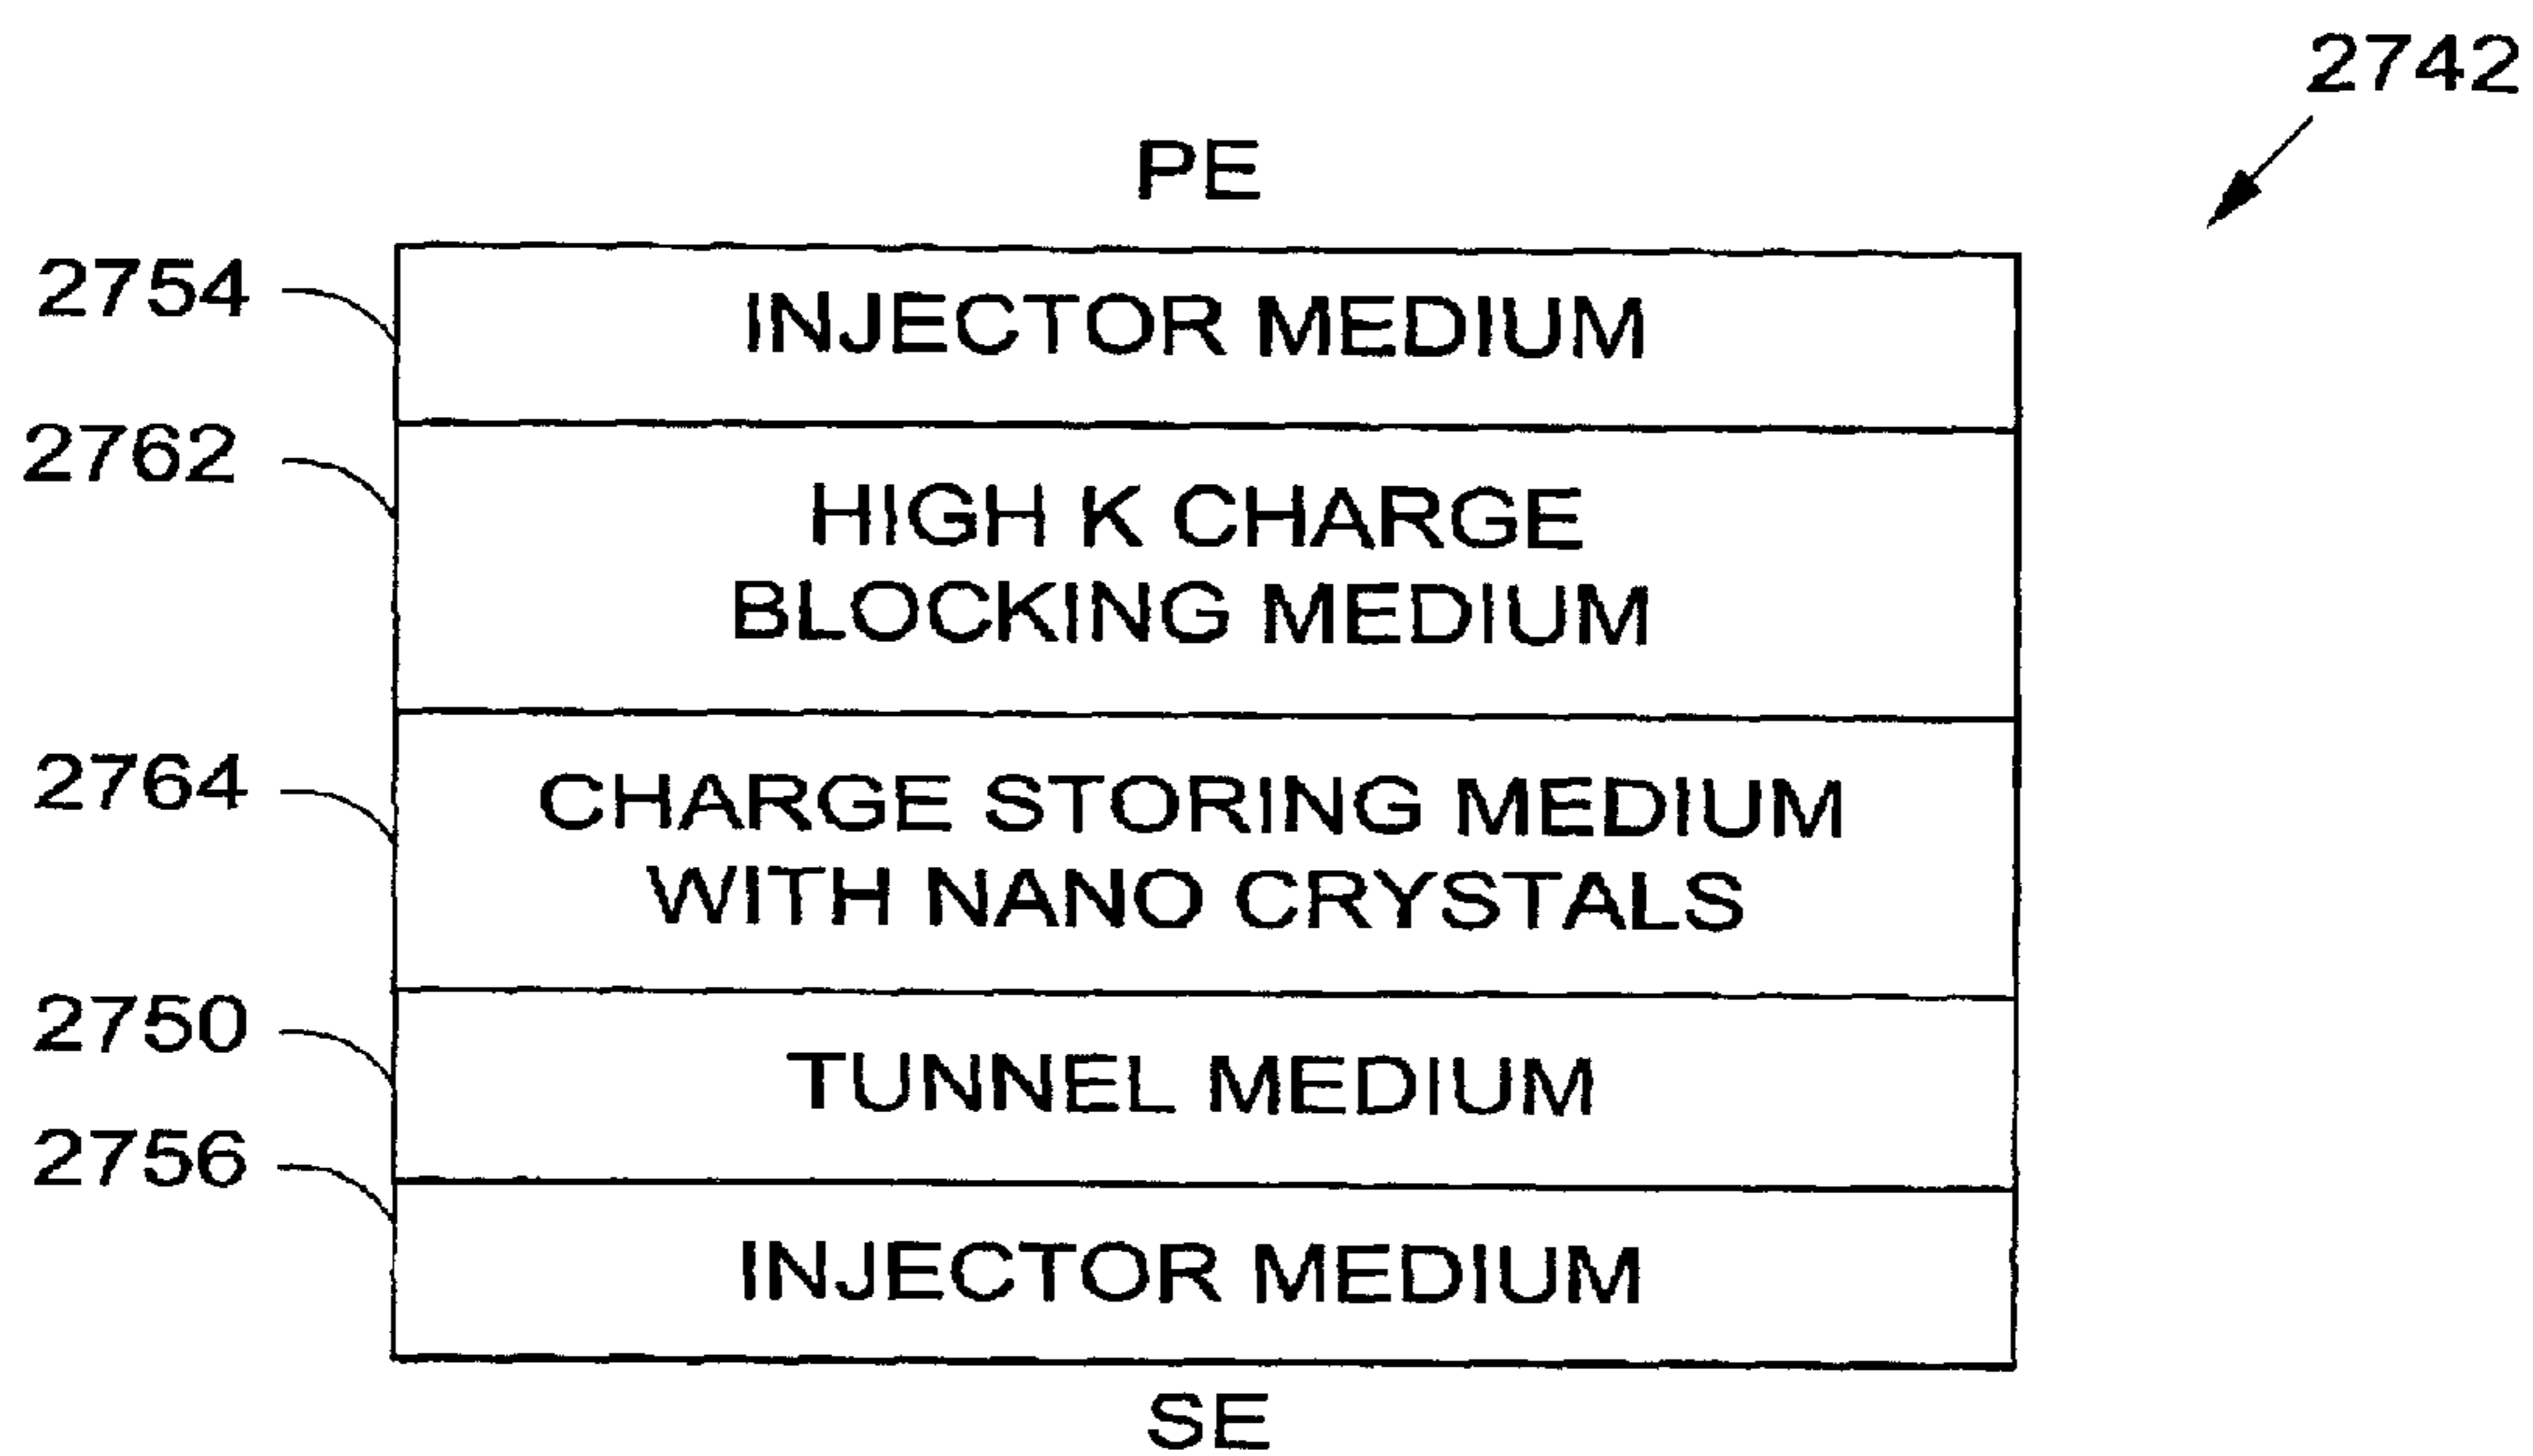 2742
PE
2754
INJECTOR MEDIUM
2762
HIGH K CHARGE
BLOCKING MEDIUM
2764
CHARGE STORING MEDIUM
WITH NANO CRYSTALS
2750
TUNNEL MEDIUM
2756
INJECTOR MEDIUM
SE